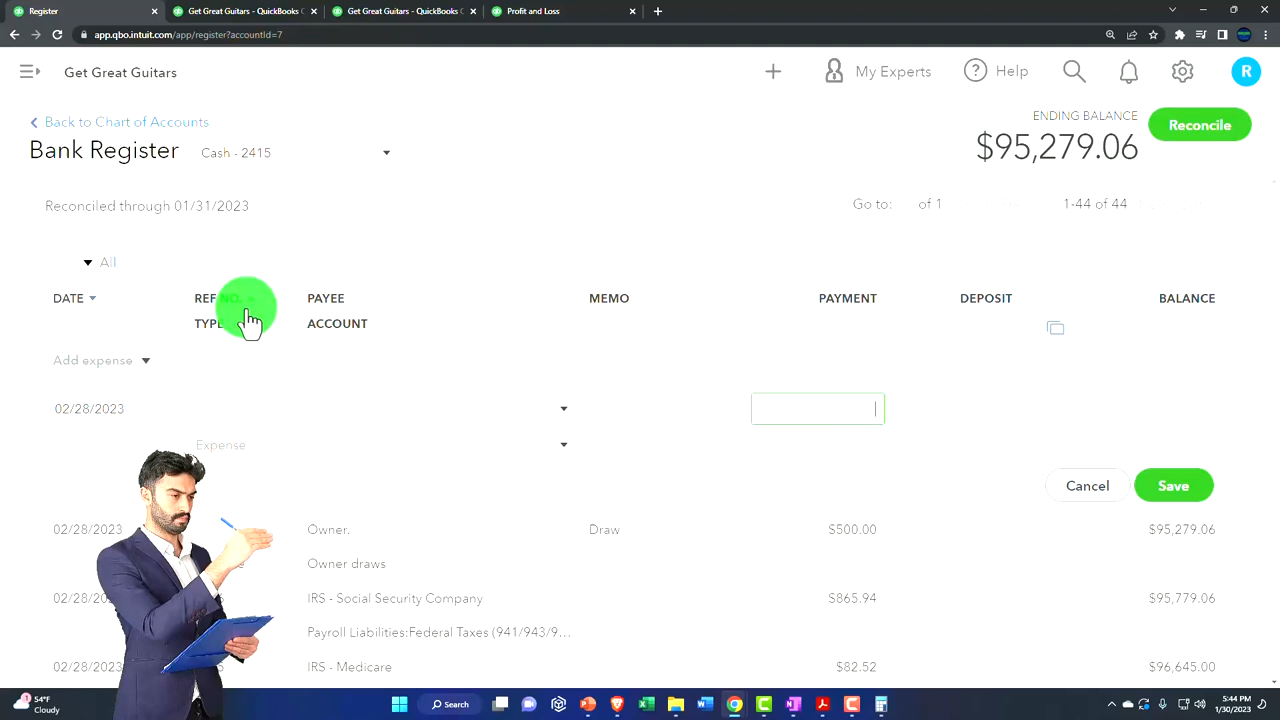 Register
Get Great Guitars - QuickBooks
Get Great Guitars - QuickBooks
Profit and Loss
app.qbo.intuit.com/app/register?accountId=7
Get Great Guitars
My Experts
Help
R
Back to Chart of Accounts
Bank Register
Cash - 2415
ENDING BALANCE
$95,279.06
Reconcile
Reconciled through 01/31/2023
Go to: of 1 1-44 of 44
All
DATE REF NO. PAYEE MEMO PAYMENT DEPOSIT BALANCE
TYPE ACCOUNT
Add expense
02/28/2023
Expense
Cancel Save
02/28/2023 Owner. Draw $500.00 $95,279.06
Owner draws
IRS - Social Security Company $865.94 $95,779.06
Payroll Liabilities:Federal Taxes (941/943/9…
IRS - Medicare $82.52 $96,645.00
54°F
Cloudy
Search
5:44 PM
1/30/2023